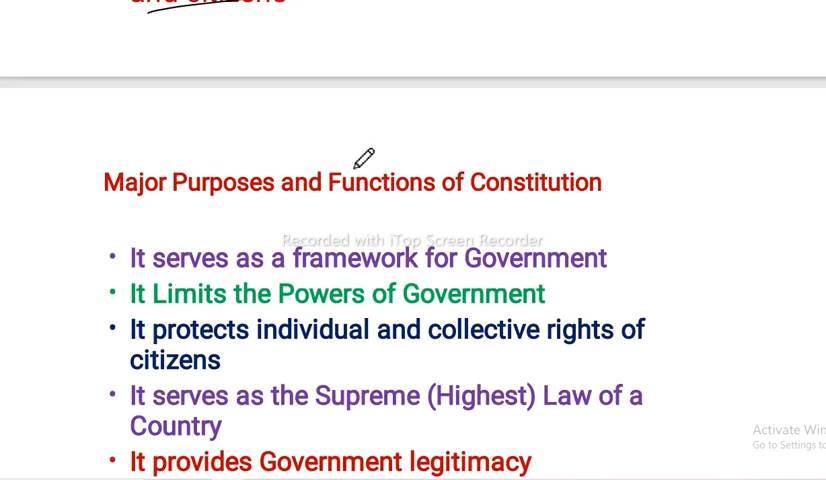 and citizens
Major Purposes and Functions of Constitution
Recorded with iTop Screen Recorder
• It serves as a framework for Government
• It Limits the Powers of Government
• It protects individual and collective rights of
citizens
• It serves as the Supreme (Highest) Law of a
Country
• It provides Government legitimacy
Activate Win
Go to Settings to